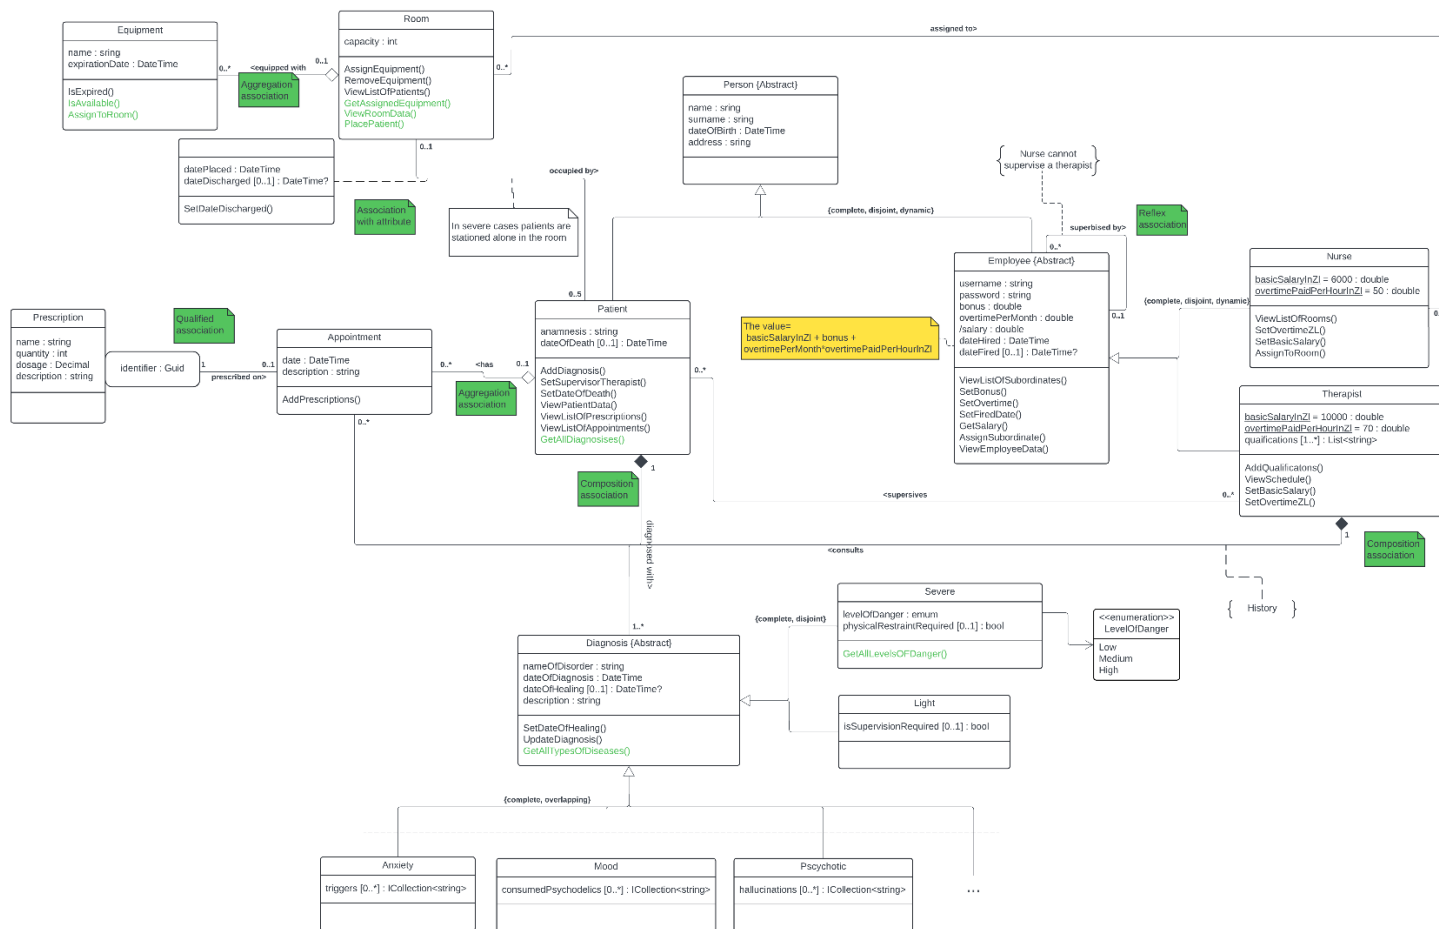 Equipment
name : sring
expirationDate : DateTime
IsExpired()
IsAvailable()
AssignToRoom()
0..*
<equipped with
0..1
Aggregation
association
Room
capacity : int
AssignEquipment()
RemoveEquipment()
ViewListOfPatients()
GetAssignedEquipment()
ViewRoomData()
PlacePatient()
0..*
assigned to>
0..1
datePlaced : DateTime
dateDischarged [0..1] : DateTime?
SetDateDischarged()
Association
with attribute
occupied by>
In severe cases patients are
stationed alone in the room
0..5
Person {Abstract}
name : sring
surname : sring
dateOfBirth : DateTime
address : sring
{complete, disjoint, dynamic}
{ Nurse cannot
supervise a therapist }
superbised by>
0..*
0..1
Reflex
association
Employee {Abstract}
username : string
password : string
bonus : double
overtimePerMonth : double
/salary : double
dateHired : DateTime
dateFired [0..1] : DateTime?
ViewListOfSubordinates()
SetBonus()
SetOvertime()
SetFiredDate()
GetSalary()
AssignSubordinate()
ViewEmployeeData()
The value=
basicSalaryInZl + bonus +
overtimePerMonth*overtimePaidPerHourInZl
{complete, disjoint, dynamic}
Nurse
basicSalaryInZl = 6000 : double
overtimePaidPerHourInZl = 50 : double
ViewListOfRooms()
SetOvertimeZL()
SetBasicSalary()
AssignToRoom()
0.
Therapist
basicSalaryInZl = 10000 : double
overtimePaidPerHourInZl = 70 : double
quaifications [1..*] : List<string>
AddQualificatons()
ViewSchedule()
SetBasicSalary()
SetOvertimeZL()
1
Composition
association
Prescription
name : string
quantity : int
dosage : Decimal
description : string
identifier : Guid
Qualified
association
1
prescribed on>
0..1
Appointment
date : DateTime
description : string
AddPrescriptions()
0..*
0..*
<has
0..1
Aggregation
association
Patient
anamnesis : string
dateOfDeath [0..1] : DateTime
AddDiagnosis()
SetSupervisorTherapist()
SetDateOfDeath()
ViewPatientData()
ViewListOfPrescriptions()
ViewListOfAppointments()
GetAllDiagnosises()
0..*
<supersives
0..*
1
Composition
association
diagnosed with>
<consults
{ History }
1..*
Diagnosis {Abstract}
nameOfDisorder : string
dateOfDiagnosis : DateTime
dateOfHealing [0..1] : DateTime?
description : string
SetDateOfHealing()
UpdateDiagnosis()
GetAllTypesOfDiseases()
{complete, disjoint}
Severe
levelOfDanger : emum
physicalRestraintRequired [0..1] : bool
GetAllLevelsOFDanger()
<<enumeration>>
LevelOfDanger
Low
Medium
High
Light
isSupervisionRequired [0..1] : bool
{complete, overlapping}
Anxiety
triggers [0..*] : ICollection<string>
Mood
consumedPsychodelics [0..*] : ICollection<string>
Pscychotic
hallucinations [0..*] : ICollection<string>
...